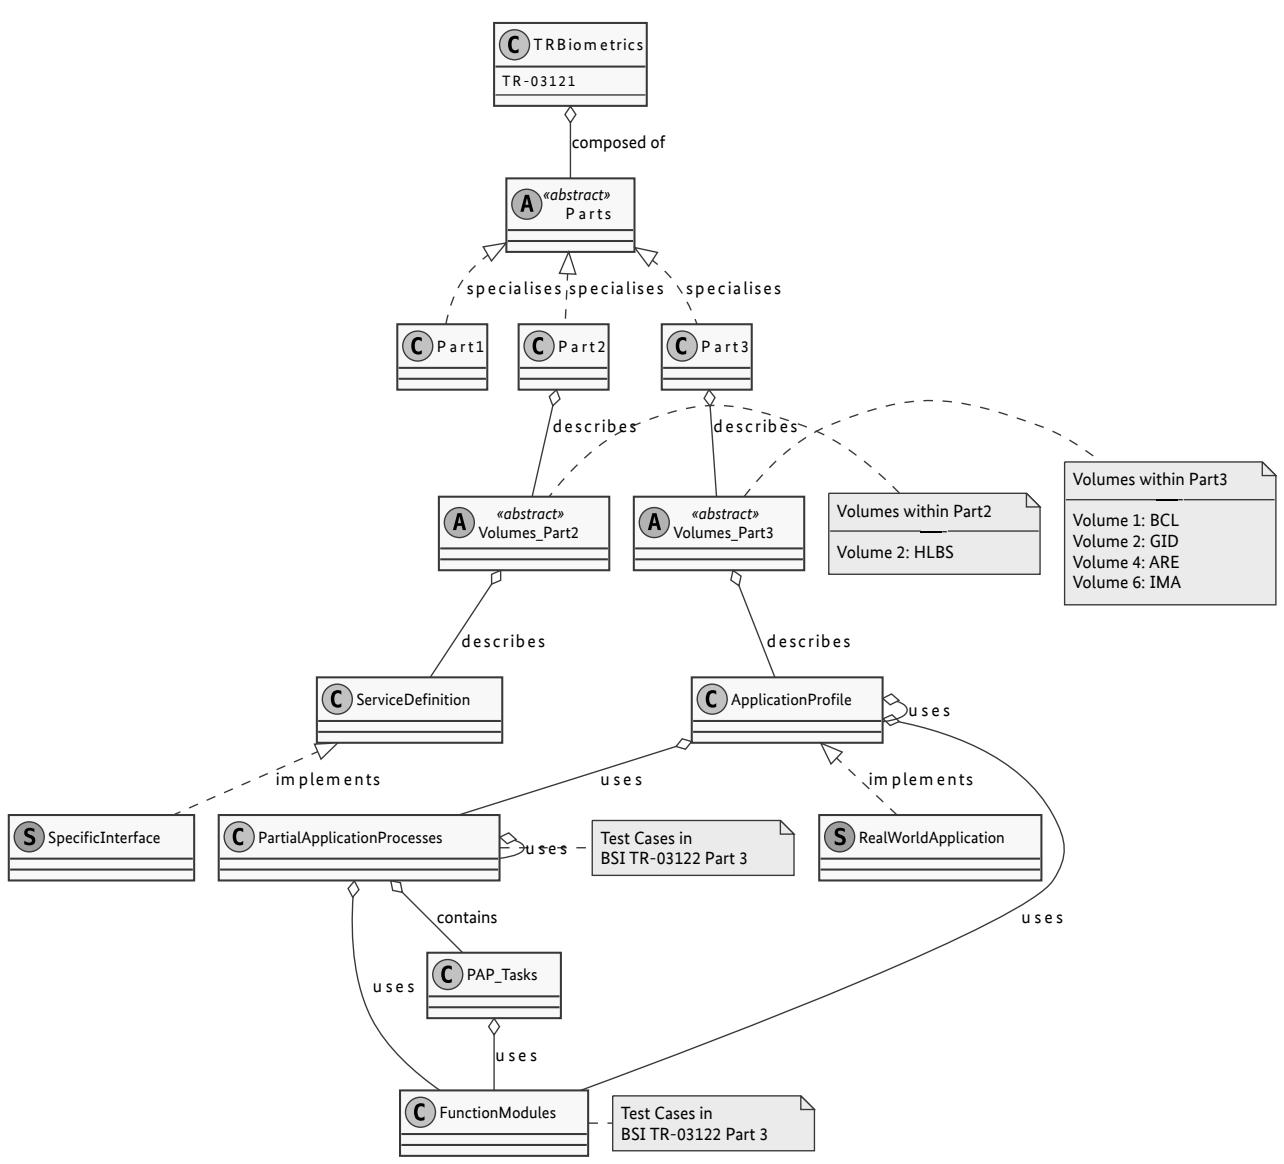 C TRBiometrics
TR-03121
composed of
A «abstract»
Parts
specialises specialises specialises
C Part1
C Part2
C Part3
describes
describes
Volumes within Part3
Volume 1: BCL
Volume 2: GID
Volume 4: ARE
Volume 6: IMA
Volumes within Part2
Volume 2: HLBS
A «abstract»
Volumes_Part2
A «abstract»
Volumes_Part3
describes
describes
C ServiceDefinition
C ApplicationProfile
uses
implements
uses
implements
S SpecificInterface
C PartialApplicationProcesses
uses
Test Cases in
BSI TR-03122 Part 3
S RealWorldApplication
contains
uses
C PAP_Tasks
uses
uses
C FunctionModules
Test Cases in
BSI TR-03122 Part 3